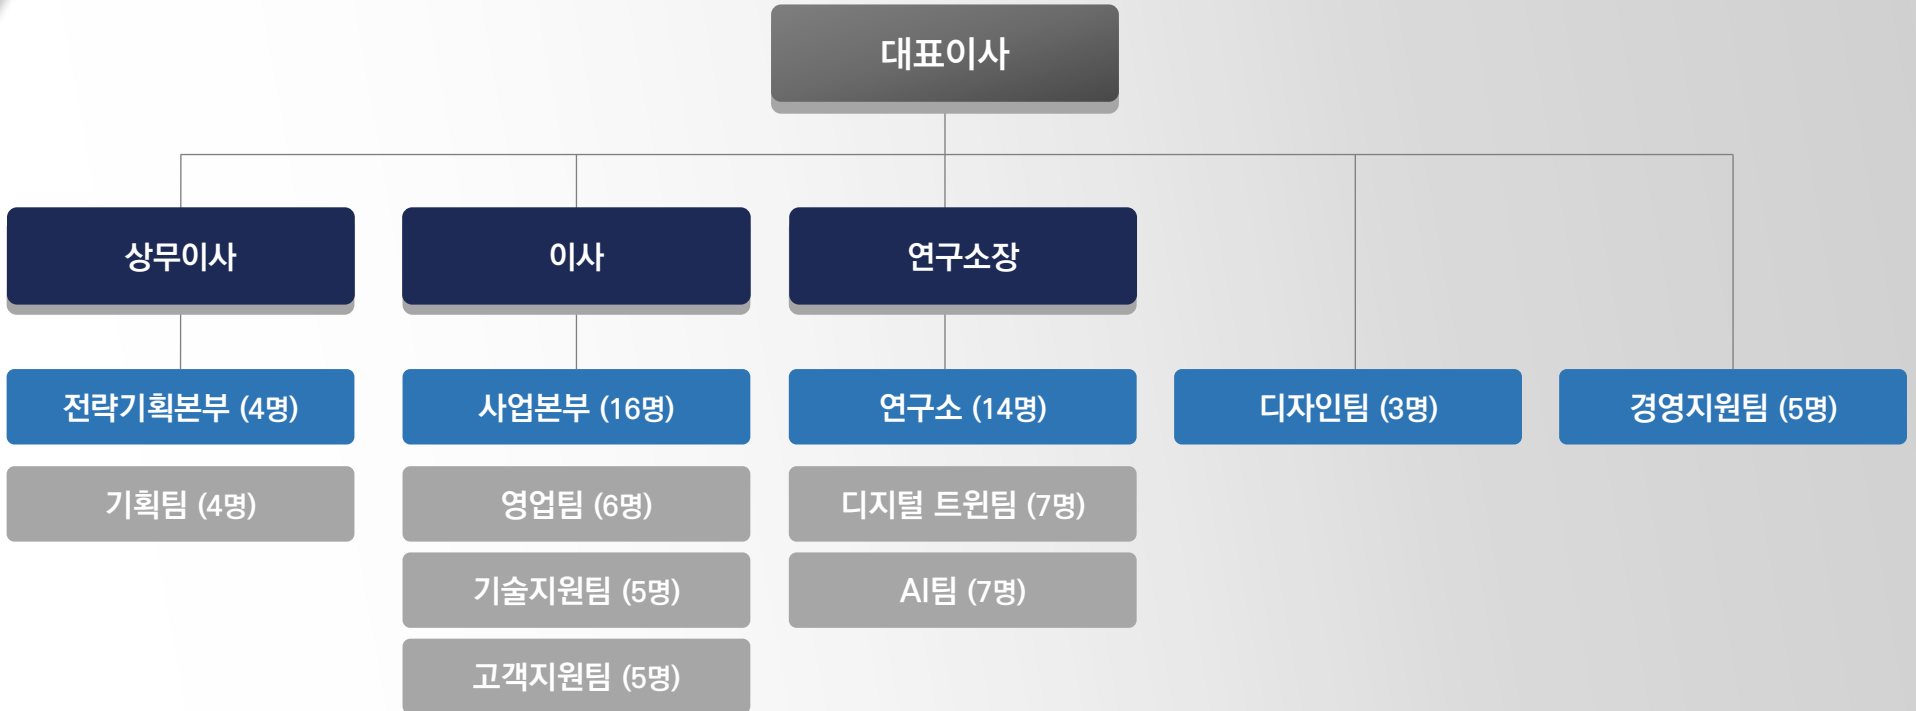 대표이사
상무이사
이사
연구소장
전략기획본부 (4명)
사업본부 (16명)
연구소 (14명)
디자인팀 (3명)
경영지원팀 (5명)
기획팀 (4명)
영업팀 (6명)
디지털 트윈팀 (7명)
기술지원팀 (5명)
AI팀 (7명)
고객지원팀 (5명)